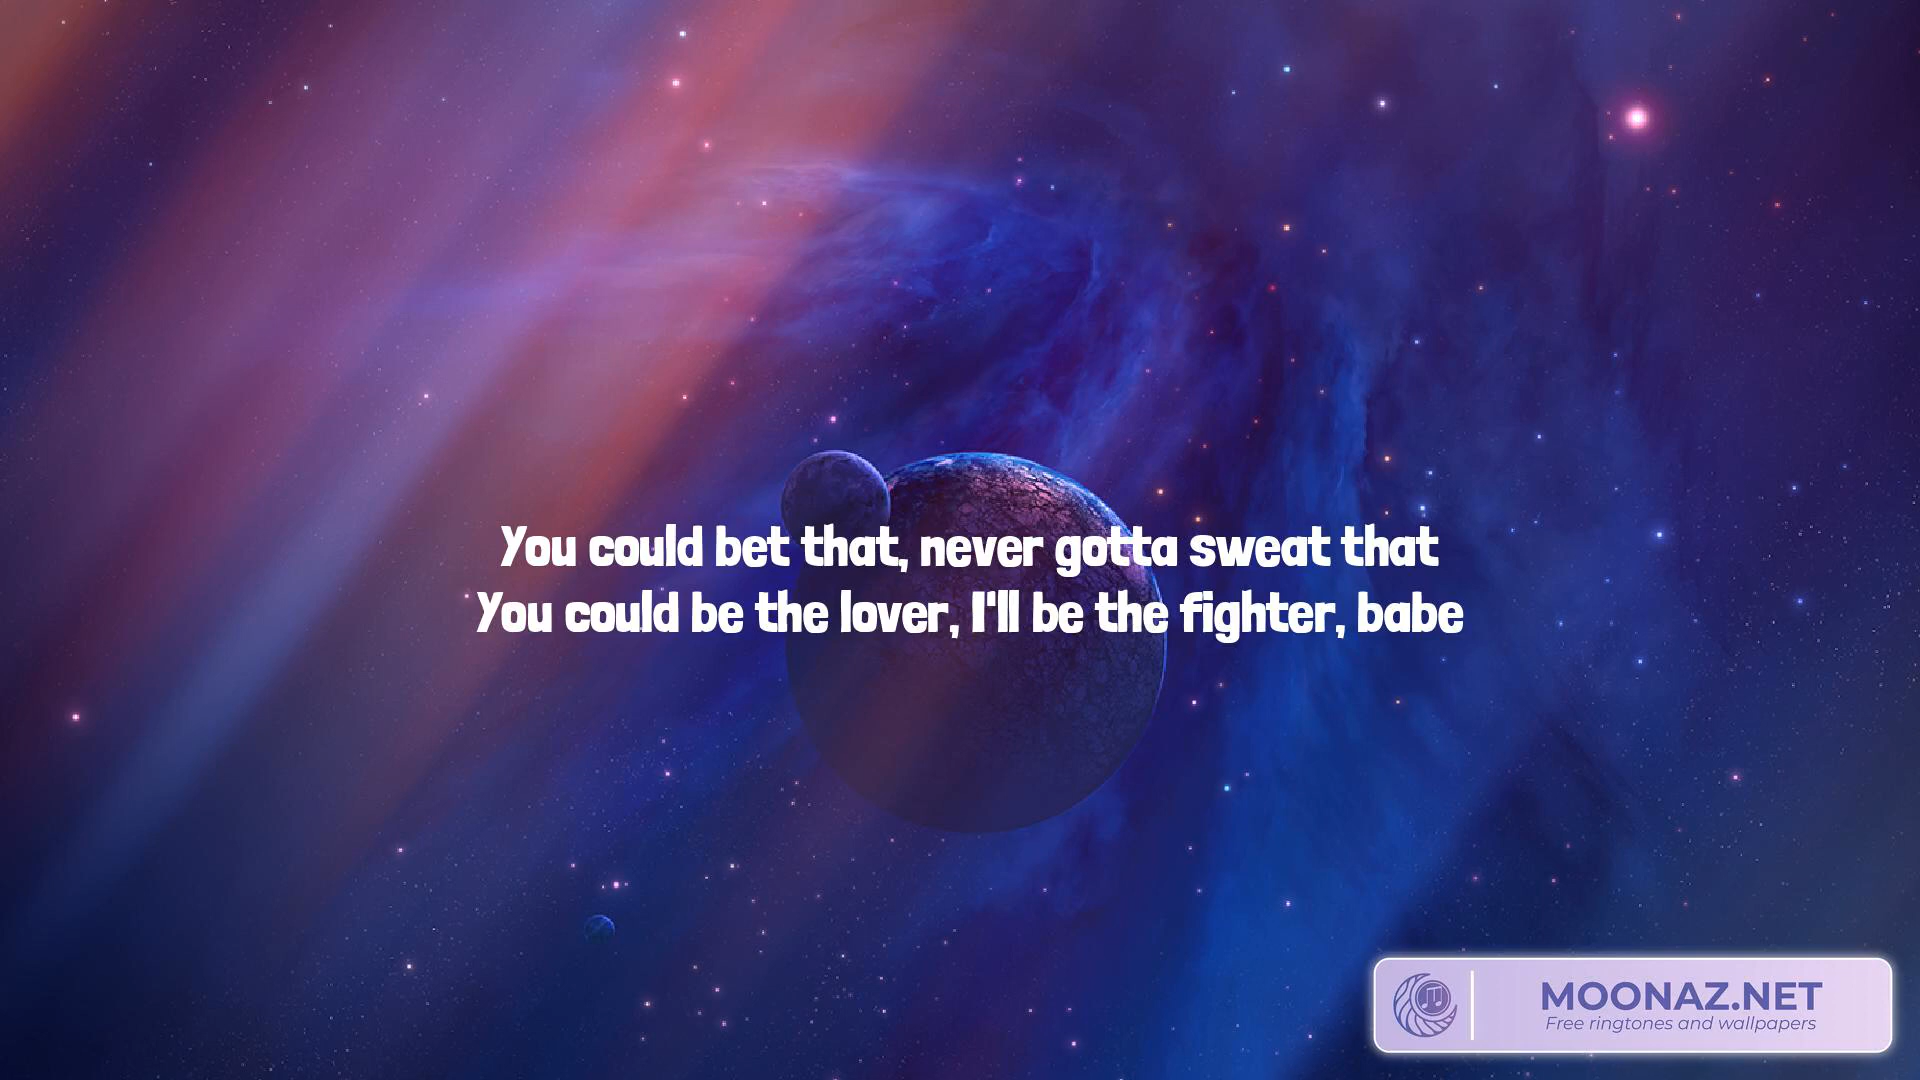 You could bet that, never gotta sweat that
You could be the lover, I'll be the fighter, babe
MOONAZ.NET
Free ringtones and wallpapers